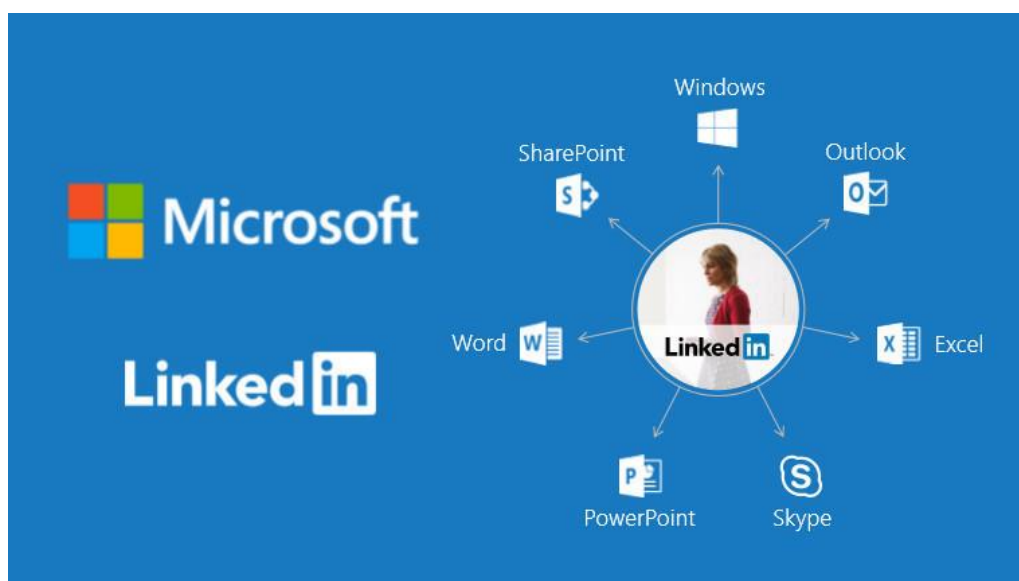 Microsoft
LinkedIn
Windows
SharePoint
Outlook
Word
LinkedIn
Excel
PowerPoint
Skype